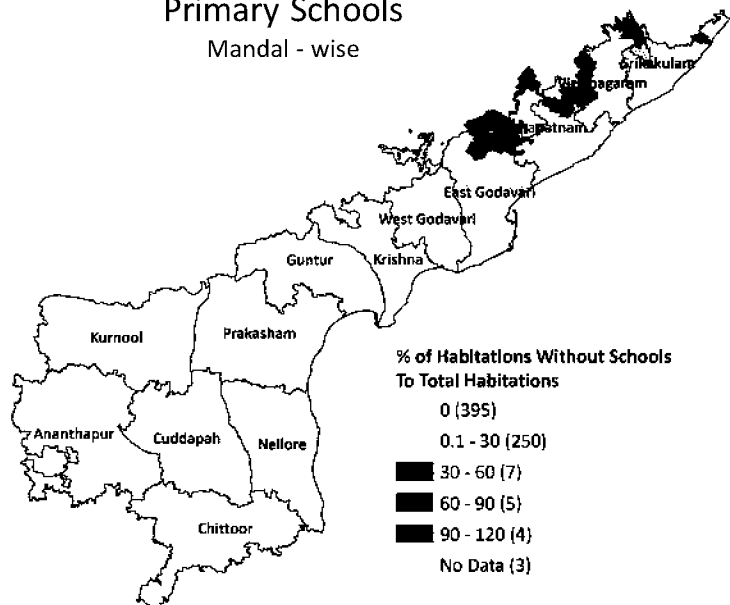 Primary Schools
Mandal - wise
Srikakulam
Vizianagaram
East Godavari
West Godavari
Guntur
Krishna
Kurnool
Prakasham
Ananthapur
Cuddapah
Nellore
Chittoor
% of Habitations Without Schools
To Total Habitations
0 (395)
0.1 - 30 (250)
30 - 60 (7)
60 - 90 (5)
90 - 120 (4)
No Data (3)